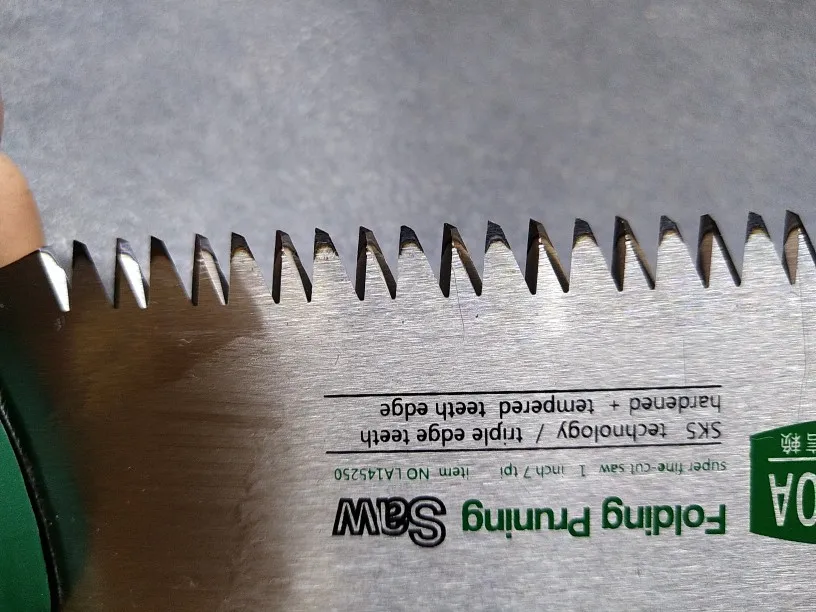 Folding Pruning Saw
super fine-cut saw 1 inch 7 tpi item NO LA145250
SK5 technology / triple edge teeth
hardened + tempered teeth edge